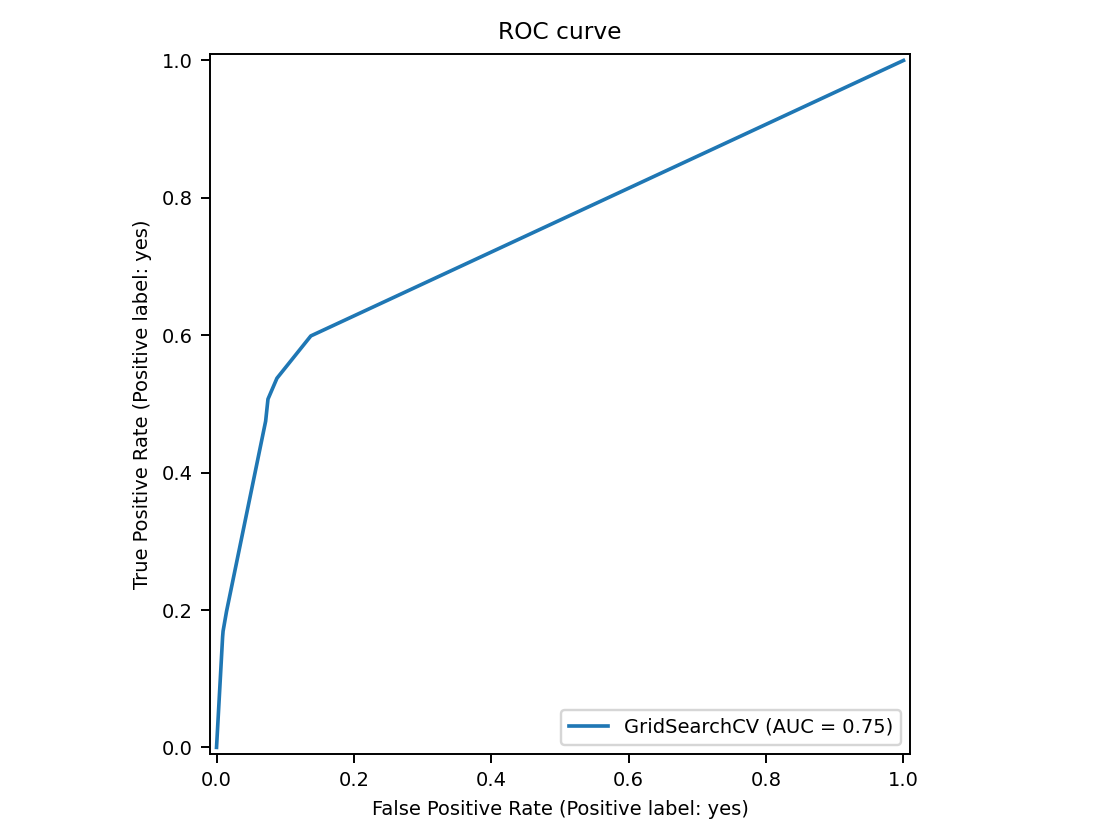 ROC curve
True Positive Rate (Positive label: yes)
1.0
0.8
0.6
0.4
0.2
0.0
GridSearchCV (AUC = 0.75)
0.0 0.2 0.4 0.6 0.8 1.0
False Positive Rate (Positive label: yes)